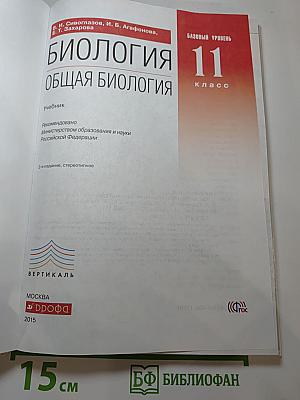 В. И. Сивоглазов, И. Б. Агафонова,
Е. Т. Захарова
БИОЛОГИЯ
ОБЩАЯ БИОЛОГИЯ
БАЗОВЫЙ УРОВЕНЬ
11
класс
Учебник
Рекомендовано
Министерством образования и науки
Российской Федерации
2-е издание, стереотипное
ВЕРТИКАЛЬ
МОСКВА
ДРОФА
2015
ФГОС
15 см
БФ БИБЛИОФАН